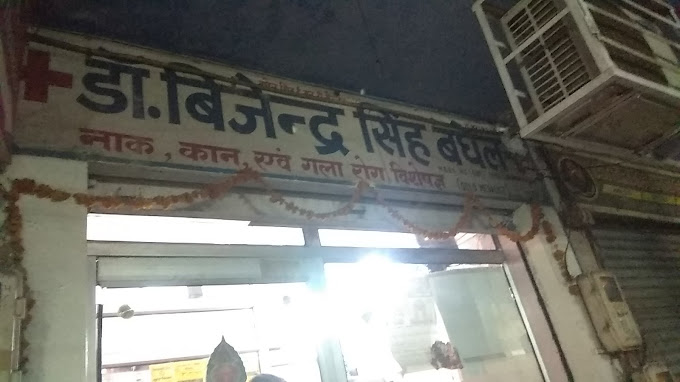 डॉ. बिजेन्द्र सिंह बघेल
नाक, कान, एवं गला रोग विशेषज्ञ